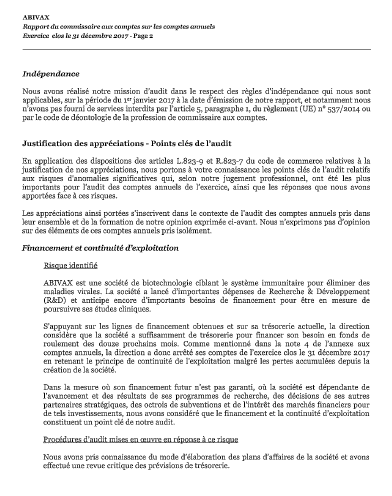 ABIVAX
Rapport du commissaire aux comptes sur les comptes annuels
Exercice clos le 31 décembre 2017 - Page 2
Indépendance
Nous avons réalisé notre mission d'audit dans le respect des règles d'indépendance qui nous sont
applicables, sur la période du 1er janvier 2017 à la date d'émission de notre rapport, et notamment nous
n'avons pas fourni de services interdits par l'article 5, paragraphe 1, du règlement (UE) n° 537/2014 ou
par le code de déontologie de la profession de commissaire aux comptes.
Justification des appréciations - Points clés de l'audit
En application des dispositions des articles L.823-9 et R.823-7 du code de commerce relatives à la
justification de nos appréciations, nous portons à votre connaissance les points clés de l'audit relatifs
aux risques d'anomalies significatives qui, selon notre jugement professionnel, ont été les plus
importants pour l'audit des comptes annuels de l'exercice, ainsi que les réponses que nous avons
apportées face à ces risques.
Les appréciations ainsi portées s'inscrivent dans le contexte de l'audit des comptes annuels pris dans
leur ensemble et de la formation de notre opinion exprimée ci-avant. Nous n'exprimons pas d'opinion
sur des éléments de ces comptes annuels pris isolément.
Financement et continuité d'exploitation
Risque identifié
ABIVAX est une société de biotechnologie ciblant le système immunitaire pour éliminer des
maladies virales. La société a lancé d'importantes dépenses de Recherche & Développement
(R&D) et anticipe encore d'importants besoins de financement pour être en mesure de
poursuivre ses études cliniques.
S'appuyant sur les lignes de financement obtenues et sur sa trésorerie actuelle, la direction
considère que la société a suffisamment de trésorerie pour financer son besoin en fonds de
roulement des douze prochains mois. Comme mentionné dans la note 4 de l'annexe aux
comptes annuels, la direction a donc arrêté ses comptes de l'exercice clos le 31 décembre 2017
en retenant le principe de continuité de l'exploitation malgré les pertes accumulées depuis la
création de la société.
Dans la mesure où son financement futur n'est pas garanti, où la société est dépendante de
l'avancement et des résultats de ses programmes de recherche, des décisions de ses autres
partenaires stratégiques, des octrois de subventions et de l'intérêt des marchés financiers pour
de tels investissements, nous avons considéré que le financement et la continuité d'exploitation
constituent un point clé de notre audit.
Procédures d'audit mises en œuvre en réponse à ce risque
Nous avons pris connaissance du mode d'élaboration des plans d'affaires de la société et avons
effectué une revue critique des prévisions de trésorerie.